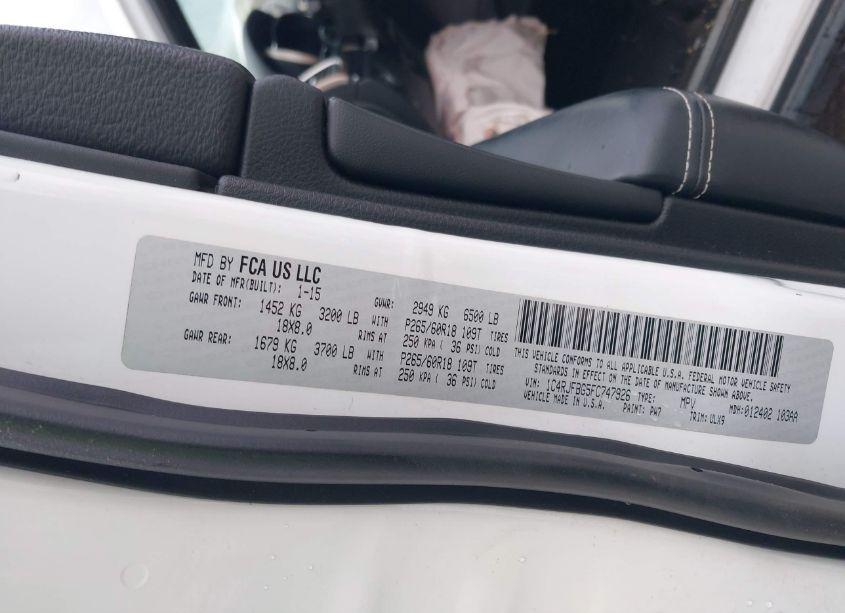 MFD BY FCA US LLC
DATE OF MFR(BUILT): 1-15
GVWR: 2949 KG 6500 LB
GAWR FRONT: 1452 KG 3200 LB WITH P265/60R18 109T TIRES
18X8.0 RIMS AT 250 KPA ( 36 PSI) COLD
GAWR REAR: 1679 KG 3700 LB WITH P265/60R18 109T TIRES
18X8.0 RIMS AT 250 KPA ( 36 PSI) COLD
THIS VEHICLE CONFORMS TO ALL APPLICABLE U.S.A. FEDERAL MOTOR VEHICLE SAFETY
STANDARDS IN EFFECT ON THE DATE OF MANUFACTURE SHOWN ABOVE.
VIN: 1C4RJFBG5FC747926 TYPE: MPV MDH:012402 103AA
VEHICLE MADE IN U.S.A. PAINT: PW7 TRIM: ULX9